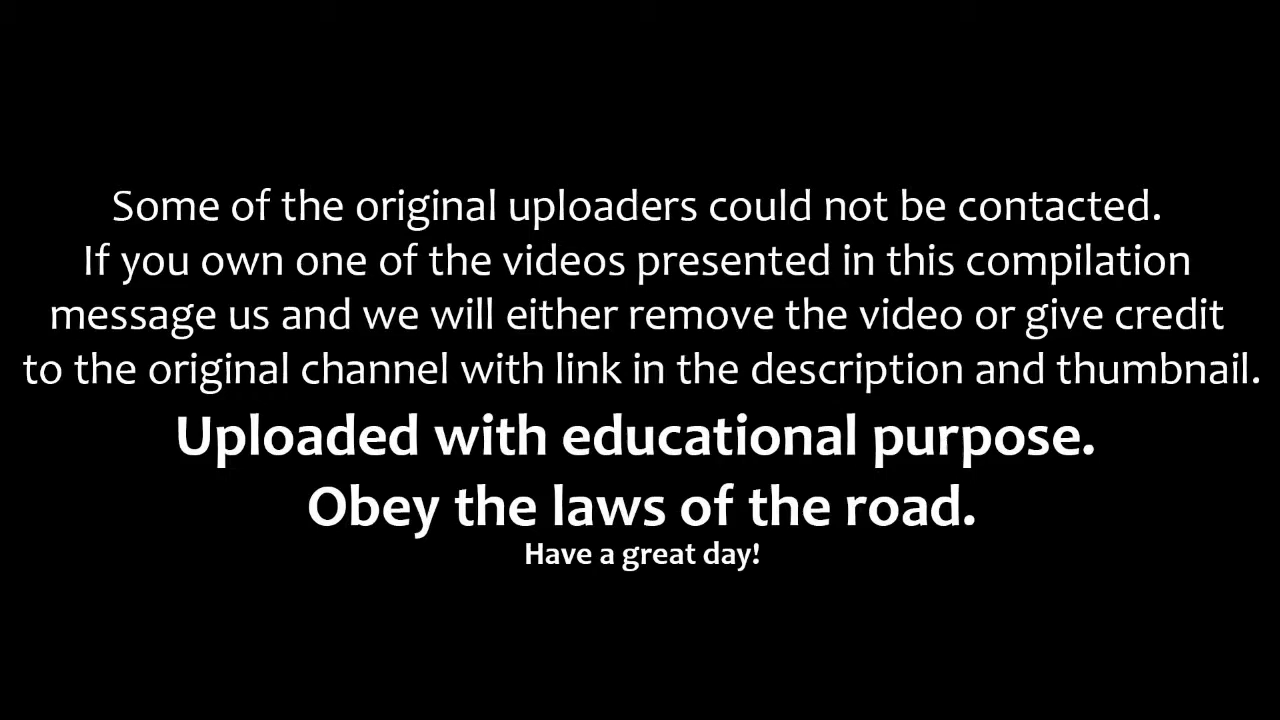 Some of the original uploaders could not be contacted.
If you own one of the videos presented in this compilation
message us and we will either remove the video or give credit
to the original channel with link in the description and thumbnail.
Uploaded with educational purpose.
Obey the laws of the road.
Have a great day!